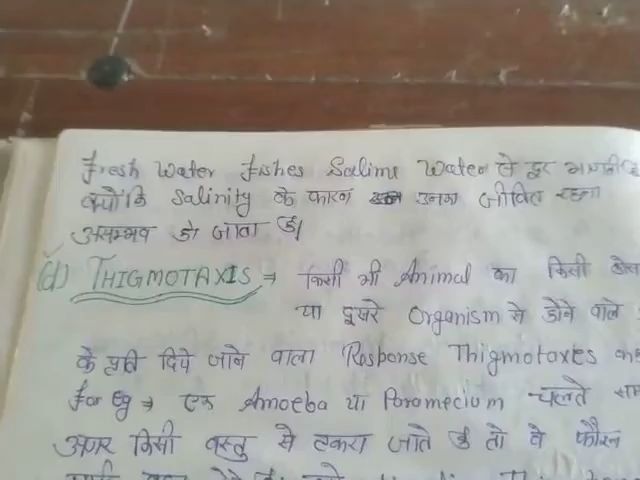 fresh water fishes Saline Water से दूर भागती
क्योंकि Salinity के कारण उनका जीवित रहना
असम्भव हो जाता है।
(d) THIGMOTAXIS → किसी भी Animal का किसी ठोस
या दूसरे Organism से होने वाले
के प्रति दिये जाने वाला Response Thigmotaxes
for eg → एक Amoeba या Paramecium चलते
अगर किसी वस्तु से टकरा जाते हैं तो वे फौरन